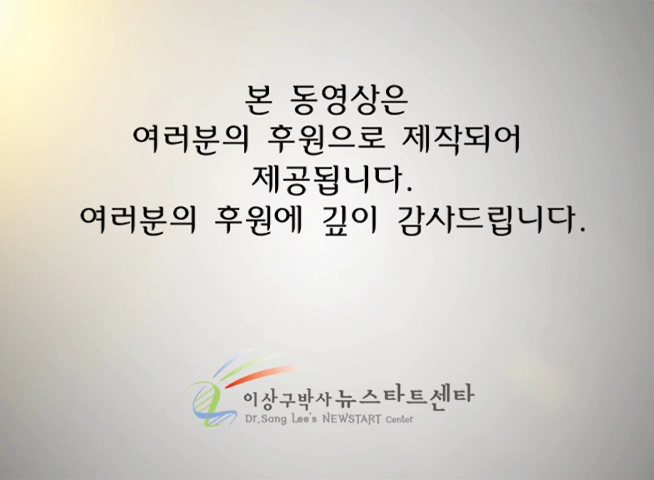 본 동영상은
여러분의 후원으로 제작되어
제공됩니다.
여러분의 후원에 깊이 감사드립니다.
이상구박사 뉴스타트센타
Dr.Sang Lee's NEWSTART Center